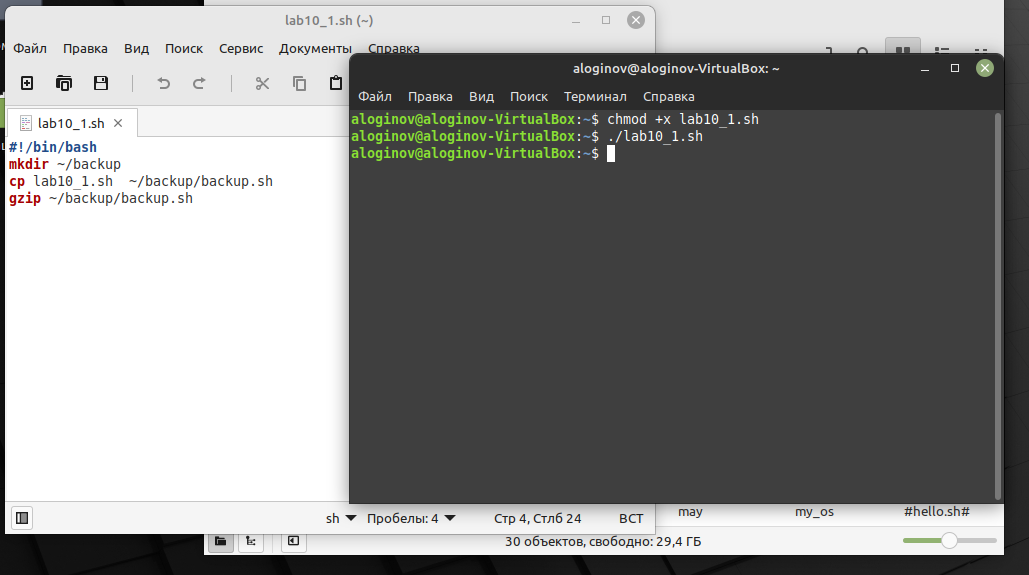 lab10_1.sh (~)
Файл Правка Вид Поиск Сервис Документы Справка
lab10_1.sh
#!/bin/bash
mkdir ~/backup
cp lab10_1.sh  ~/backup/backup.sh
gzip ~/backup/backup.sh
sh Пробелы: 4 Стр 4, Стлб 24 ВСТ
aloginov@aloginov-VirtualBox: ~
Файл Правка Вид Поиск Терминал Справка
aloginov@aloginov-VirtualBox:~$ chmod +x lab10_1.sh
aloginov@aloginov-VirtualBox:~$ ./lab10_1.sh
aloginov@aloginov-VirtualBox:~$
may my_os #hello.sh#
30 объектов, свободно: 29,4 ГБ